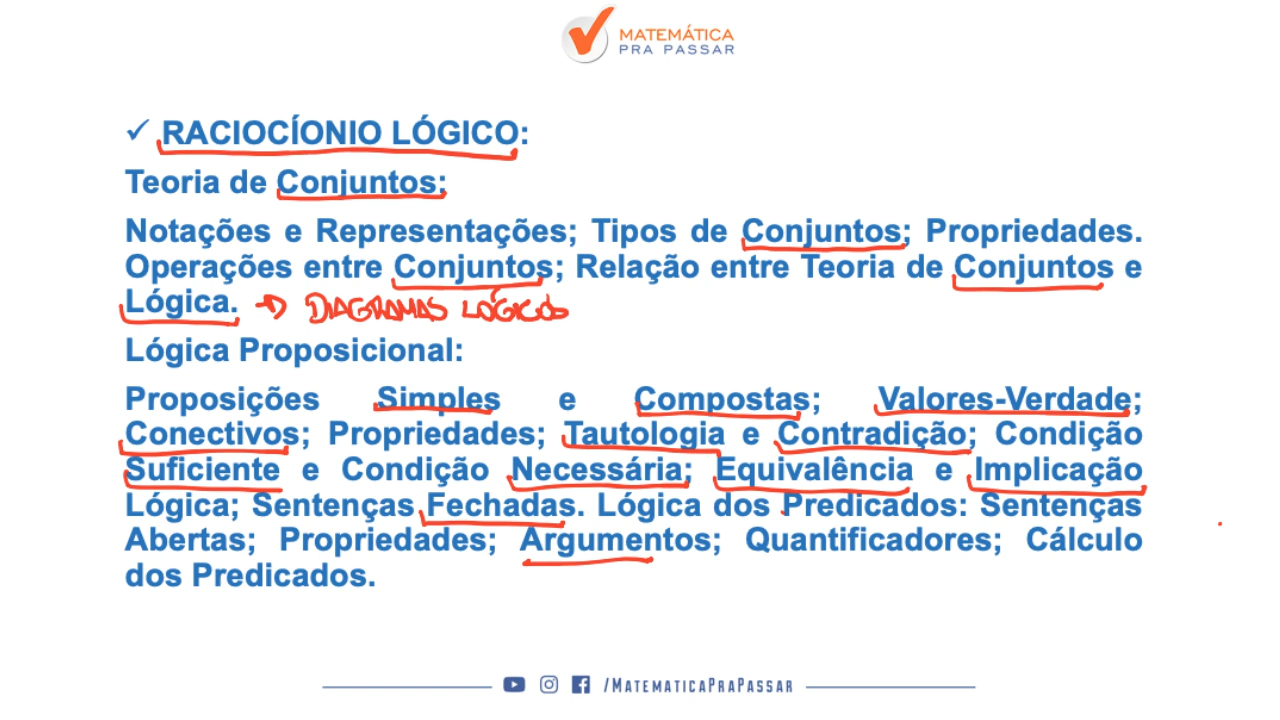 MATEMÁTICA
PRA PASSAR
✓ RACIOCÍONIO LÓGICO:
Teoria de Conjuntos:
Notações e Representações; Tipos de Conjuntos; Propriedades.
Operações entre Conjuntos; Relação entre Teoria de Conjuntos e
Lógica. → DIAGRAMAS LÓGICOS
Lógica Proposicional:
Proposições Simples e Compostas; Valores-Verdade;
Conectivos; Propriedades; Tautologia e Contradição; Condição
Suficiente e Condição Necessária; Equivalência e Implicação
Lógica; Sentenças Fechadas. Lógica dos Predicados: Sentenças
Abertas; Propriedades; Argumentos; Quantificadores; Cálculo
dos Predicados.
/MATEMATICAPRAPASSAR